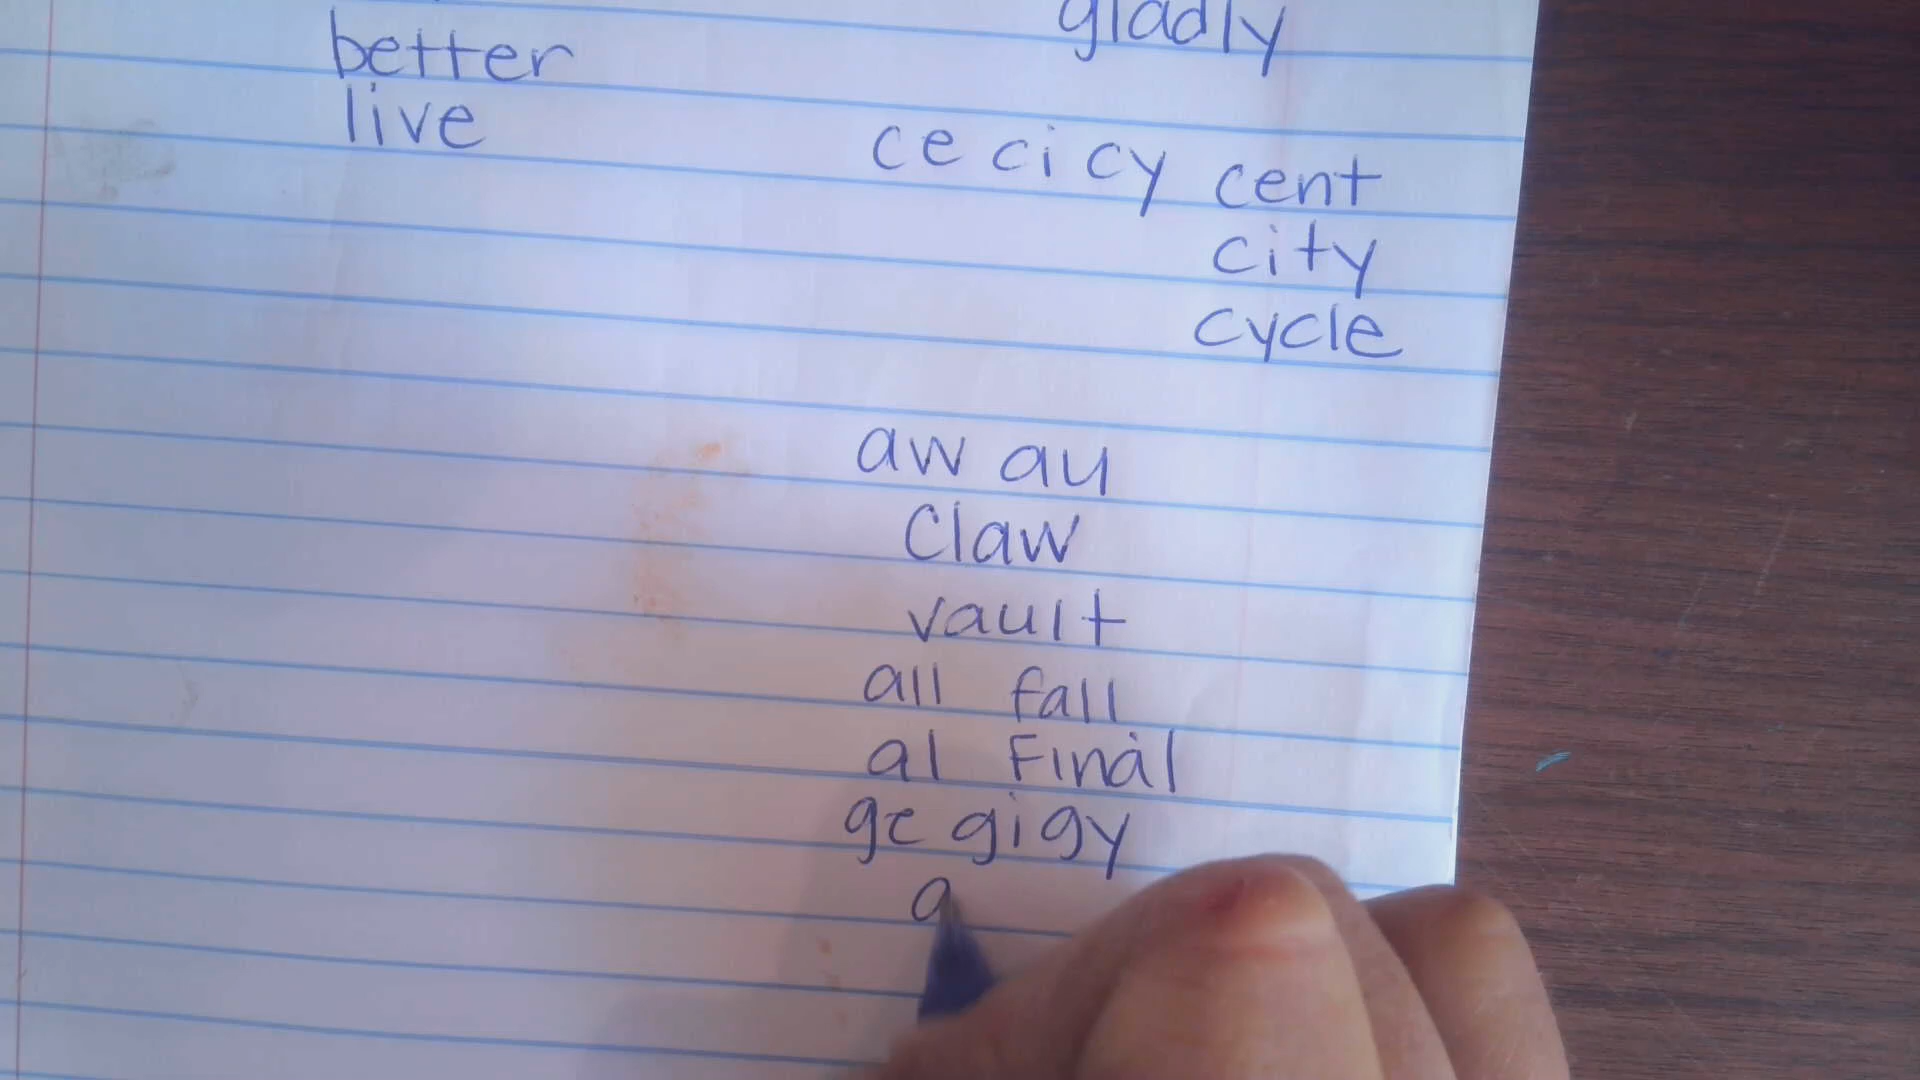 better
live
gladly
ce ci cy cent
city
cycle
aw au
Claw
vault
all fall
al Final
ge gi gy